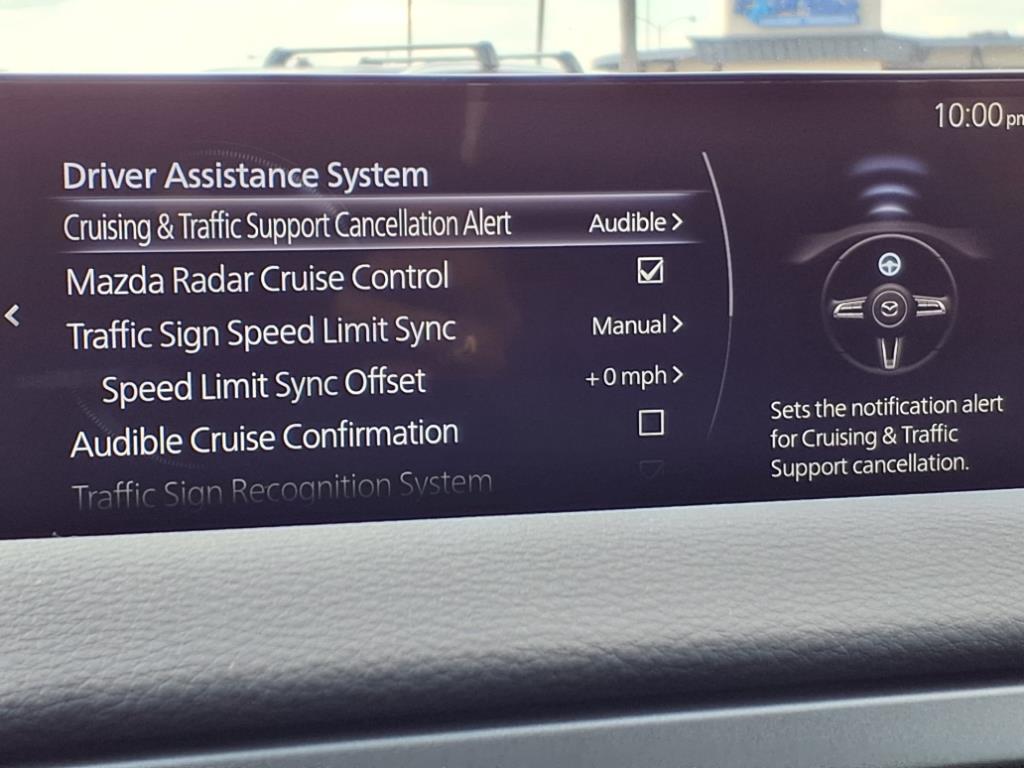 10:00pm
Driver Assistance System
Cruising & Traffic Support Cancellation Alert Audible >
Mazda Radar Cruise Control
Traffic Sign Speed Limit Sync Manual >
Speed Limit Sync Offset +0 mph >
Audible Cruise Confirmation
Traffic Sign Recognition System
Sets the notification alert
for Cruising & Traffic
Support cancellation.